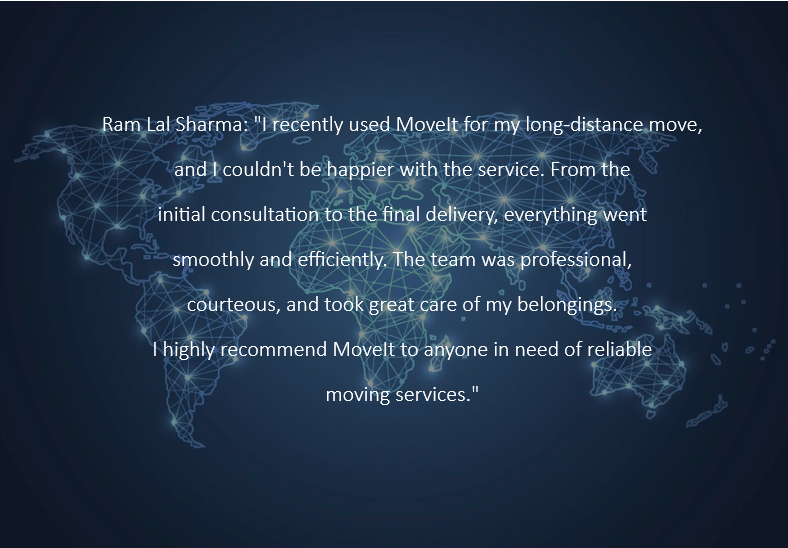 Ram Lal Sharma: "I recently used MoveIt for my long-distance move,
and I couldn't be happier with the service. From the
initial consultation to the final delivery, everything went
smoothly and efficiently. The team was professional,
courteous, and took great care of my belongings.
I highly recommend MoveIt to anyone in need of reliable
moving services."